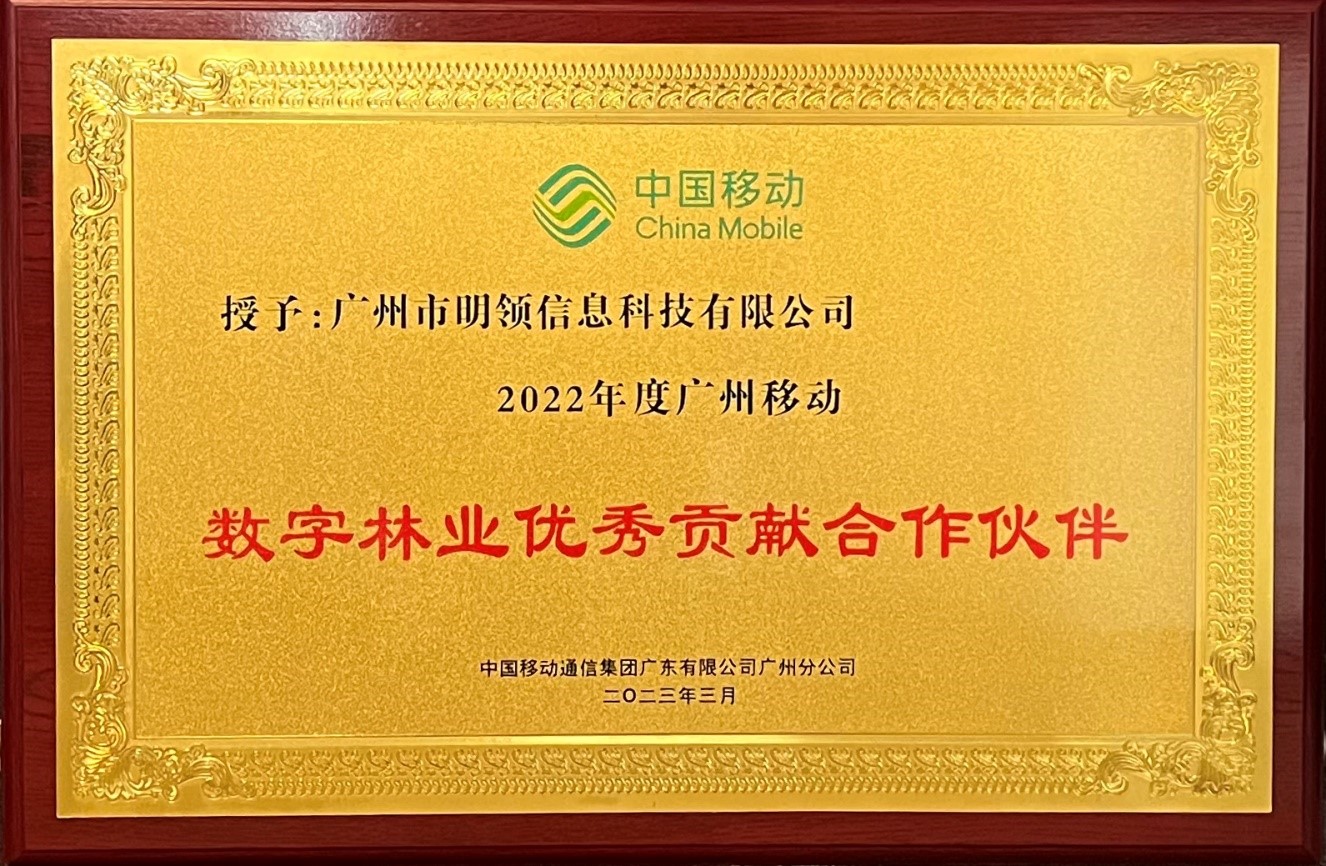 中国移动
China Mobile
授予:广州市明领信息科技有限公司
2022年度广州移动
数字林业优秀贡献合作伙伴
中国移动通信集团广东有限公司广州分公司
二〇二三年三月